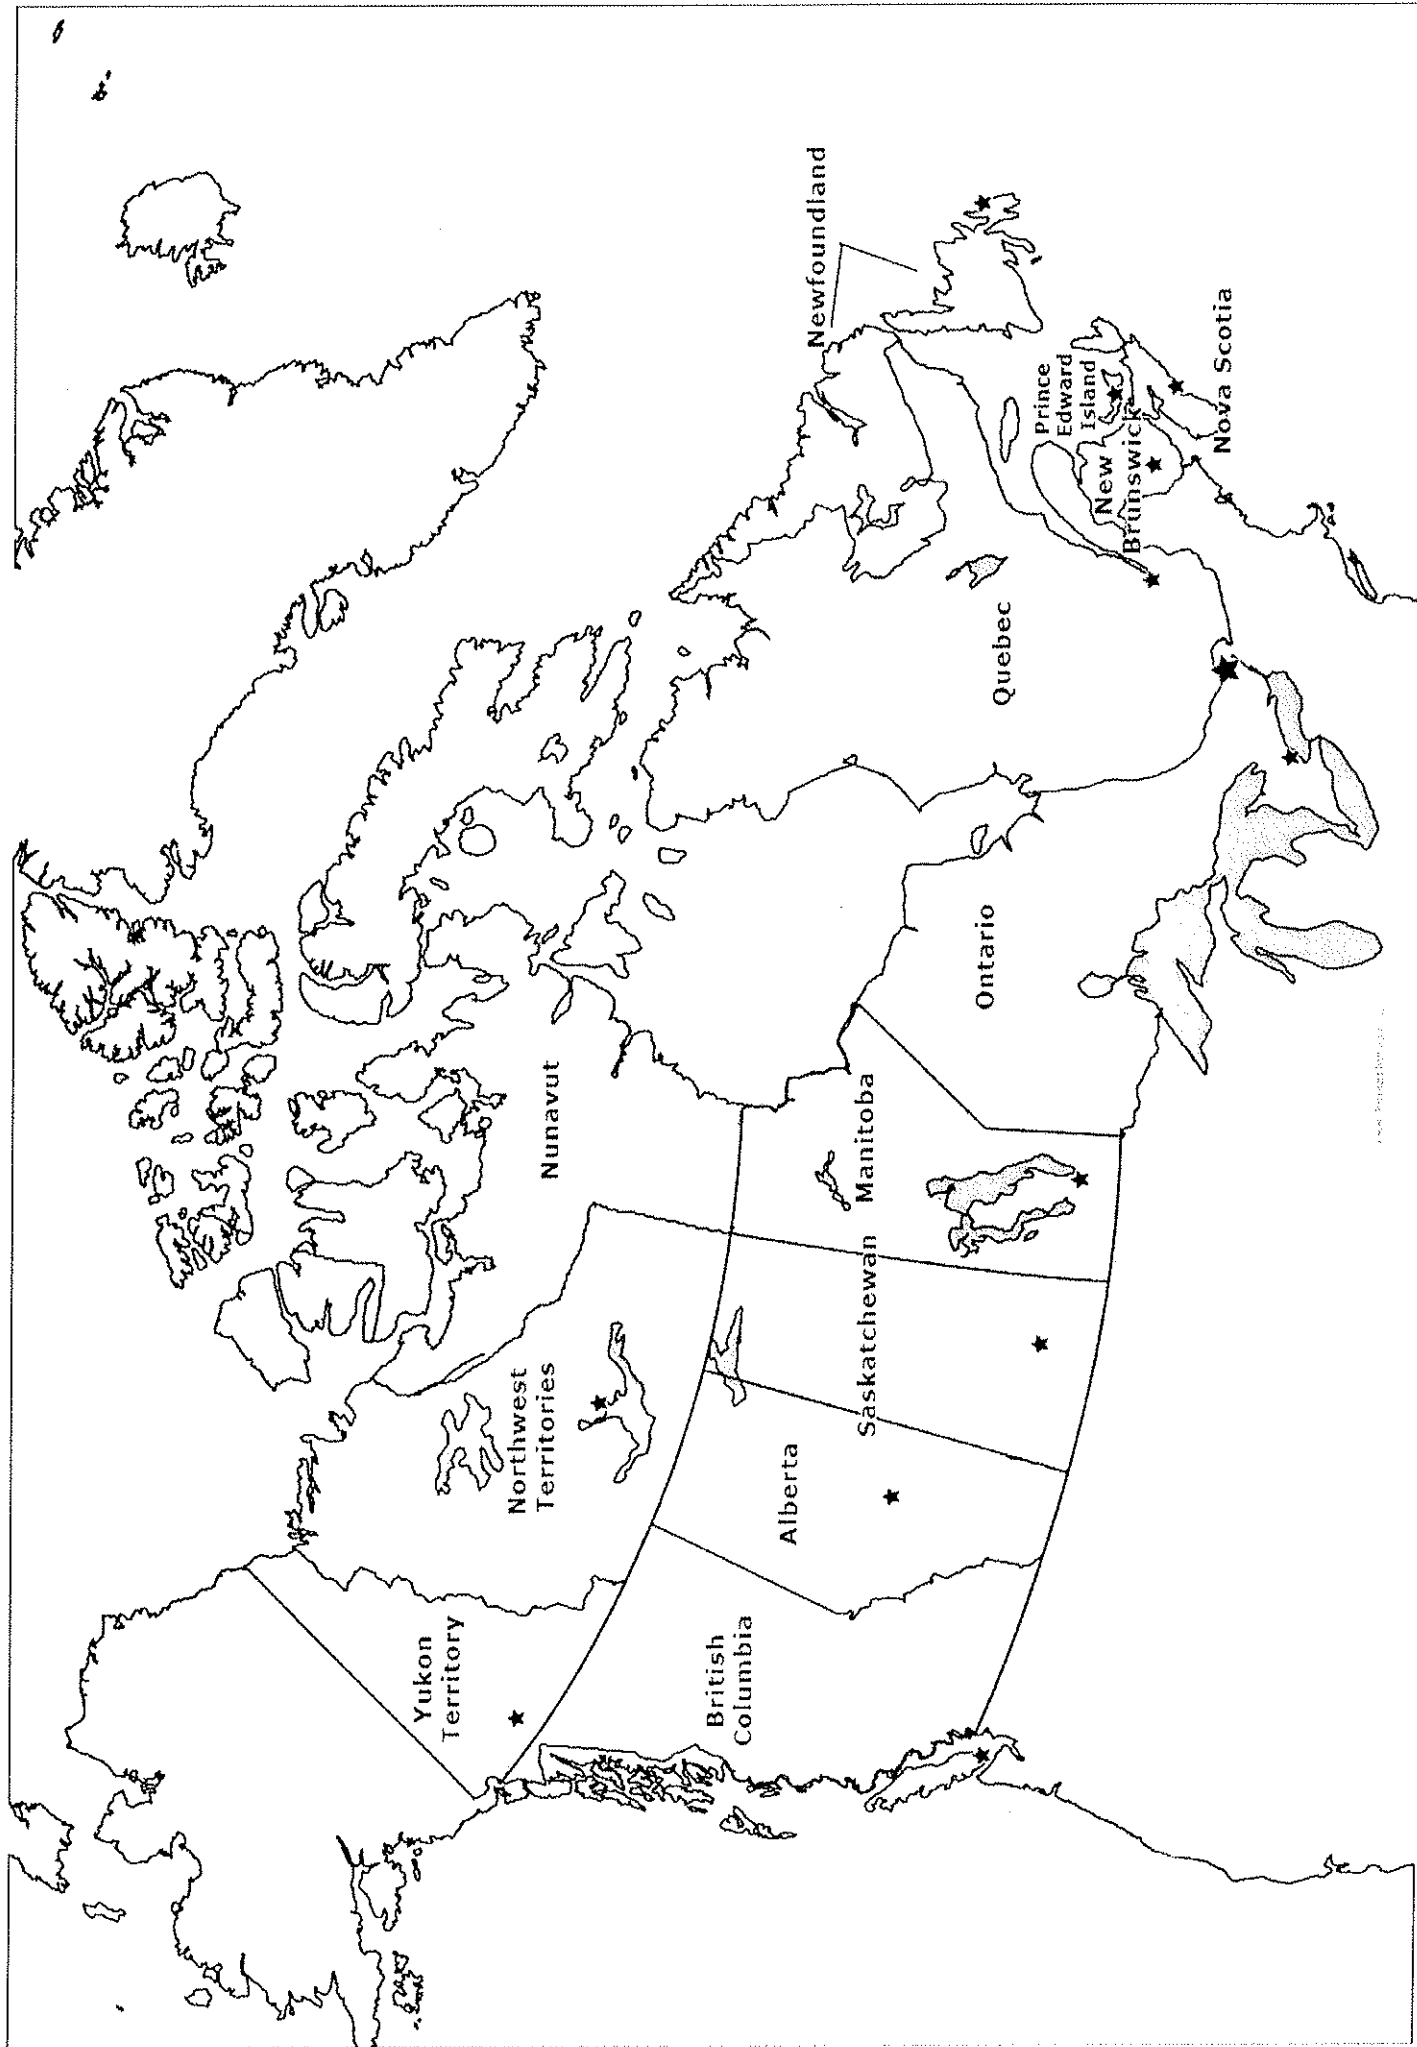 Yukon
Territory
Northwest
Territories
Nunavut
British
Columbia
Alberta
Saskatchewan
Manitoba
Ontario
Quebec
Newfoundland
Prince
Edward
Island
New
Brunswick
Nova Scotia